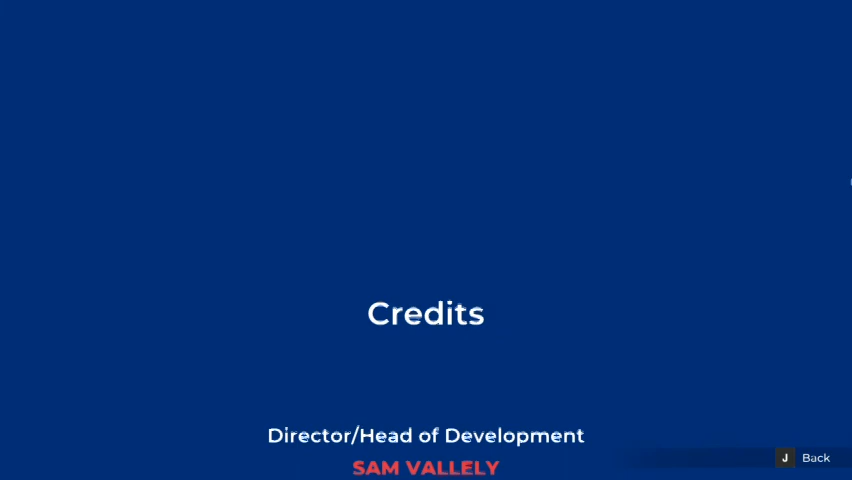 Credits
Director/Head of Development
SAM VALLELY
J Back